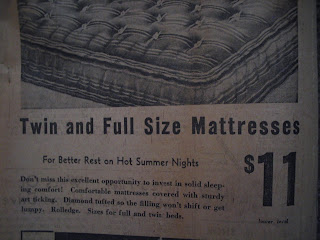 Twin and Full Size Mattresses
For Better Rest on Hot Summer Nights
$11
Don't miss this excellent opportunity to invest in solid sleep-
ing comfort! Comfortable mattresses covered with sturdy
art ticking. Diamond tufted so the filling won't shift or get
lumpy. Rolledge. Sizes for full and twin beds.